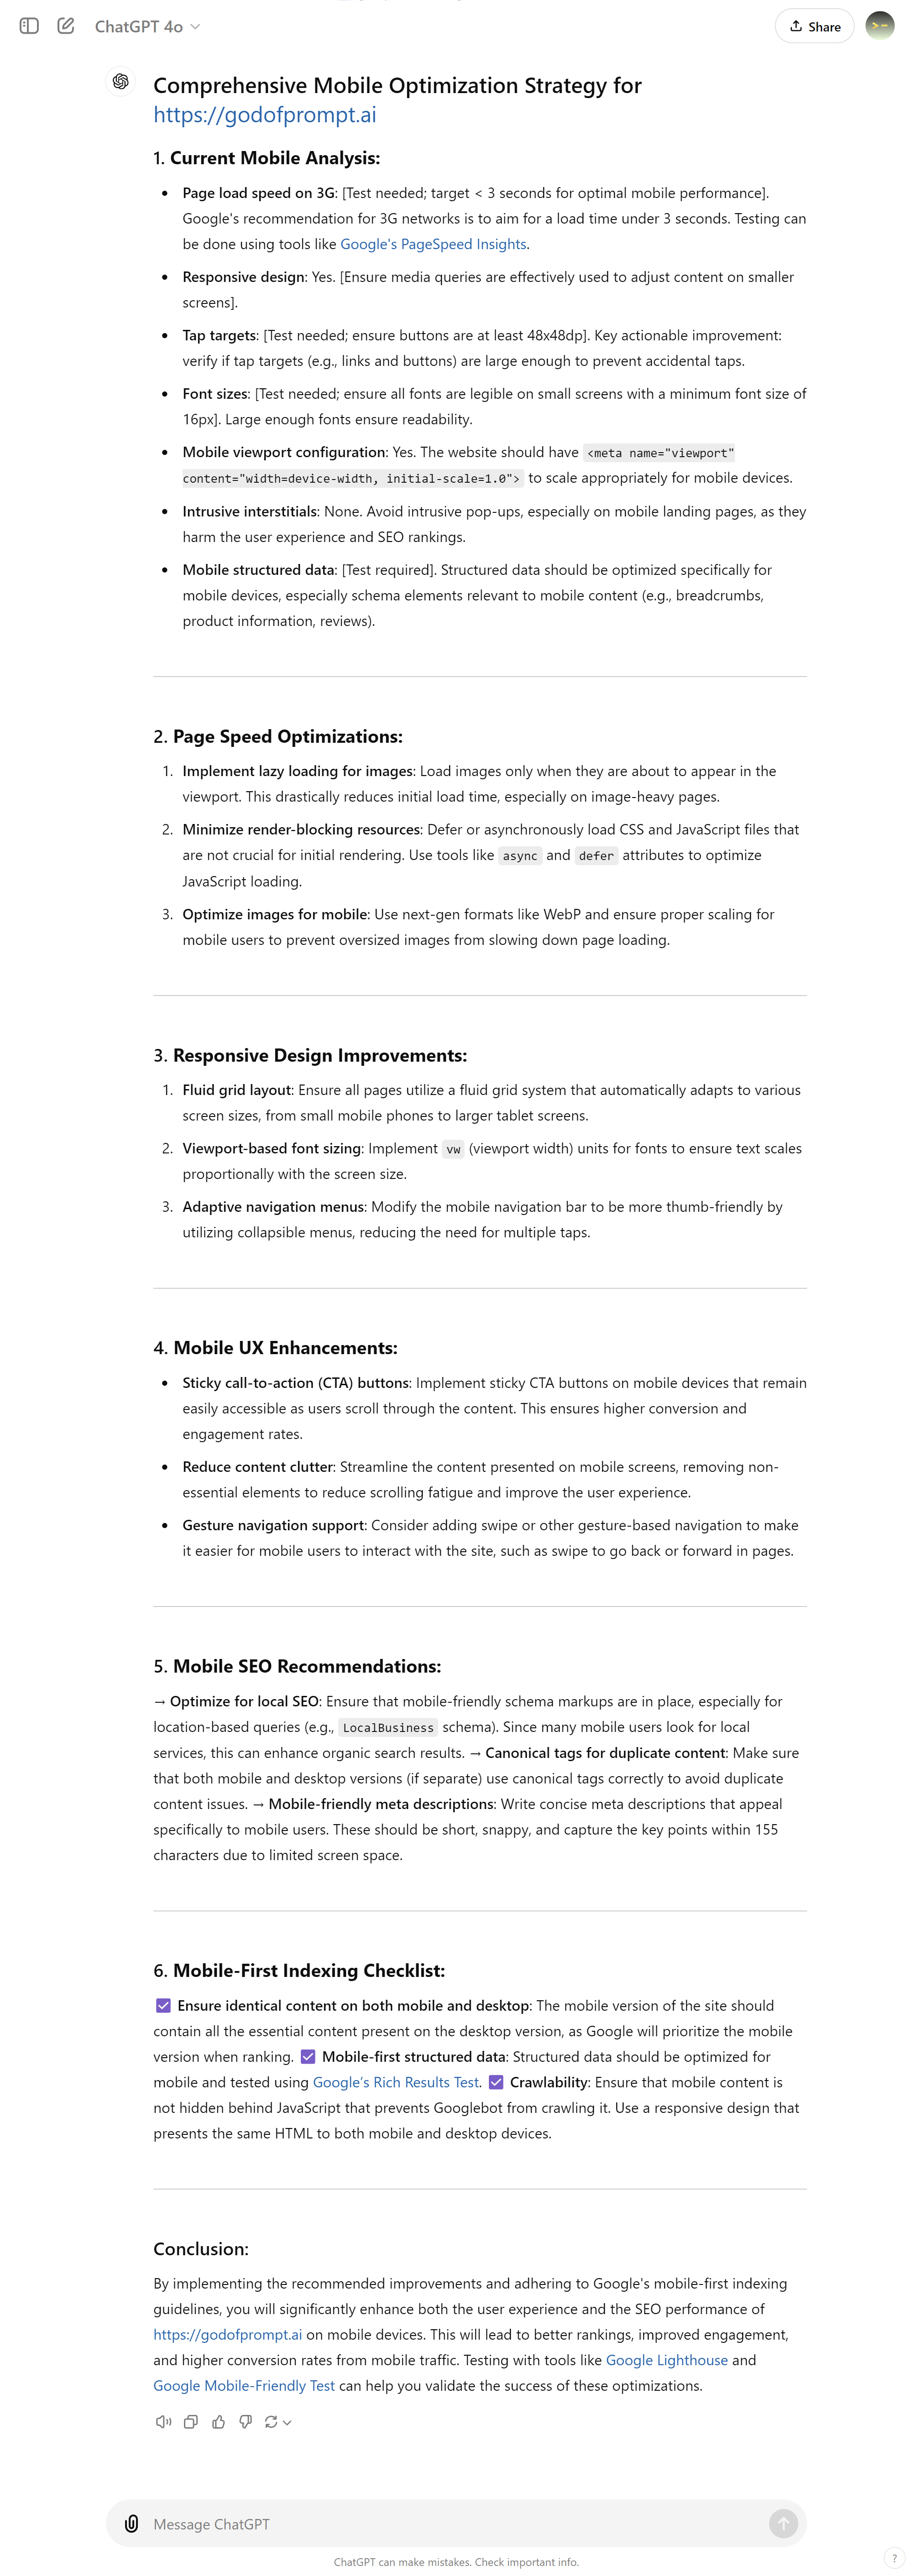 ChatGPT 4o
Share
Comprehensive Mobile Optimization Strategy for
https://godofprompt.ai
1. Current Mobile Analysis:
• Page load speed on 3G: [Test needed; target < 3 seconds for optimal mobile performance].
Google's recommendation for 3G networks is to aim for a load time under 3 seconds. Testing can
be done using tools like Google's PageSpeed Insights.
• Responsive design: Yes. [Ensure media queries are effectively used to adjust content on smaller
screens].
• Tap targets: [Test needed; ensure buttons are at least 48x48dp]. Key actionable improvement:
verify if tap targets (e.g., links and buttons) are large enough to prevent accidental taps.
• Font sizes: [Test needed; ensure all fonts are legible on small screens with a minimum font size of
16px]. Large enough fonts ensure readability.
• Mobile viewport configuration: Yes. The website should have <meta name="viewport"
content="width=device-width, initial-scale=1.0"> to scale appropriately for mobile devices.
• Intrusive interstitials: None. Avoid intrusive pop-ups, especially on mobile landing pages, as they
harm the user experience and SEO rankings.
• Mobile structured data: [Test required]. Structured data should be optimized specifically for
mobile devices, especially schema elements relevant to mobile content (e.g., breadcrumbs,
product information, reviews).
2. Page Speed Optimizations:
1. Implement lazy loading for images: Load images only when they are about to appear in the
viewport. This drastically reduces initial load time, especially on image-heavy pages.
2. Minimize render-blocking resources: Defer or asynchronously load CSS and JavaScript files that
are not crucial for initial rendering. Use tools like async and defer attributes to optimize
JavaScript loading.
3. Optimize images for mobile: Use next-gen formats like WebP and ensure proper scaling for
mobile users to prevent oversized images from slowing down page loading.
3. Responsive Design Improvements:
1. Fluid grid layout: Ensure all pages utilize a fluid grid system that automatically adapts to various
screen sizes, from small mobile phones to larger tablet screens.
2. Viewport-based font sizing: Implement vw (viewport width) units for fonts to ensure text scales
proportionally with the screen size.
3. Adaptive navigation menus: Modify the mobile navigation bar to be more thumb-friendly by
utilizing collapsible menus, reducing the need for multiple taps.
4. Mobile UX Enhancements:
• Sticky call-to-action (CTA) buttons: Implement sticky CTA buttons on mobile devices that remain
easily accessible as users scroll through the content. This ensures higher conversion and
engagement rates.
• Reduce content clutter: Streamline the content presented on mobile screens, removing non-
essential elements to reduce scrolling fatigue and improve the user experience.
• Gesture navigation support: Consider adding swipe or other gesture-based navigation to make
it easier for mobile users to interact with the site, such as swipe to go back or forward in pages.
5. Mobile SEO Recommendations:
→ Optimize for local SEO: Ensure that mobile-friendly schema markups are in place, especially for
location-based queries (e.g., LocalBusiness schema). Since many mobile users look for local
services, this can enhance organic search results. → Canonical tags for duplicate content: Make sure
that both mobile and desktop versions (if separate) use canonical tags correctly to avoid duplicate
content issues. → Mobile-friendly meta descriptions: Write concise meta descriptions that appeal
specifically to mobile users. These should be short, snappy, and capture the key points within 155
characters due to limited screen space.
6. Mobile-First Indexing Checklist:
☑ Ensure identical content on both mobile and desktop: The mobile version of the site should
contain all the essential content present on the desktop version, as Google will prioritize the mobile
version when ranking. ☑ Mobile-first structured data: Structured data should be optimized for
mobile and tested using Google’s Rich Results Test. ☑ Crawlability: Ensure that mobile content is
not hidden behind JavaScript that prevents Googlebot from crawling it. Use a responsive design that
presents the same HTML to both mobile and desktop devices.
Conclusion:
By implementing the recommended improvements and adhering to Google's mobile-first indexing
guidelines, you will significantly enhance both the user experience and the SEO performance of
https://godofprompt.ai on mobile devices. This will lead to better rankings, improved engagement,
and higher conversion rates from mobile traffic. Testing with tools like Google Lighthouse and
Google Mobile-Friendly Test can help you validate the success of these optimizations.
Message ChatGPT
ChatGPT can make mistakes. Check important info.
?